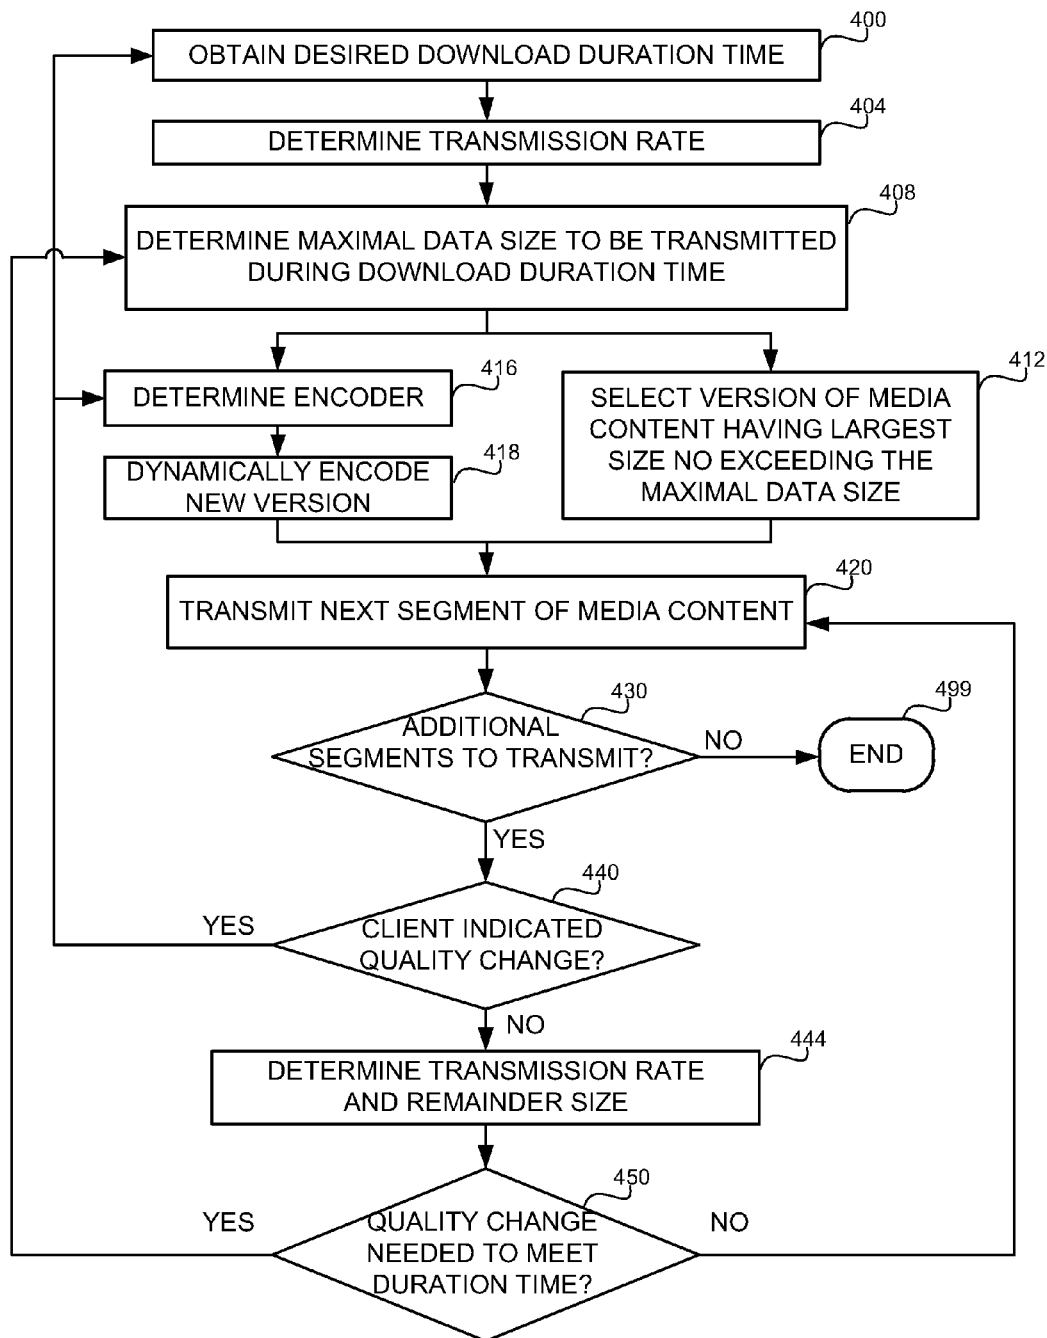 400
OBTAIN DESIRED DOWNLOAD DURATION TIME
404
DETERMINE TRANSMISSION RATE
408
DETERMINE MAXIMAL DATA SIZE TO BE TRANSMITTED
DURING DOWNLOAD DURATION TIME
416
DETERMINE ENCODER
412
SELECT VERSION OF MEDIA
CONTENT HAVING LARGEST
SIZE NO EXCEEDING THE
MAXIMAL DATA SIZE
418
DYNAMICALLY ENCODE
NEW VERSION
420
TRANSMIT NEXT SEGMENT OF MEDIA CONTENT
430
ADDITIONAL
SEGMENTS TO TRANSMIT?
NO
499
END
YES
440
CLIENT INDICATED
QUALITY CHANGE?
YES
NO
444
DETERMINE TRANSMISSION RATE
AND REMAINDER SIZE
450
QUALITY CHANGE
NEEDED TO MEET
DURATION TIME?
YES
NO